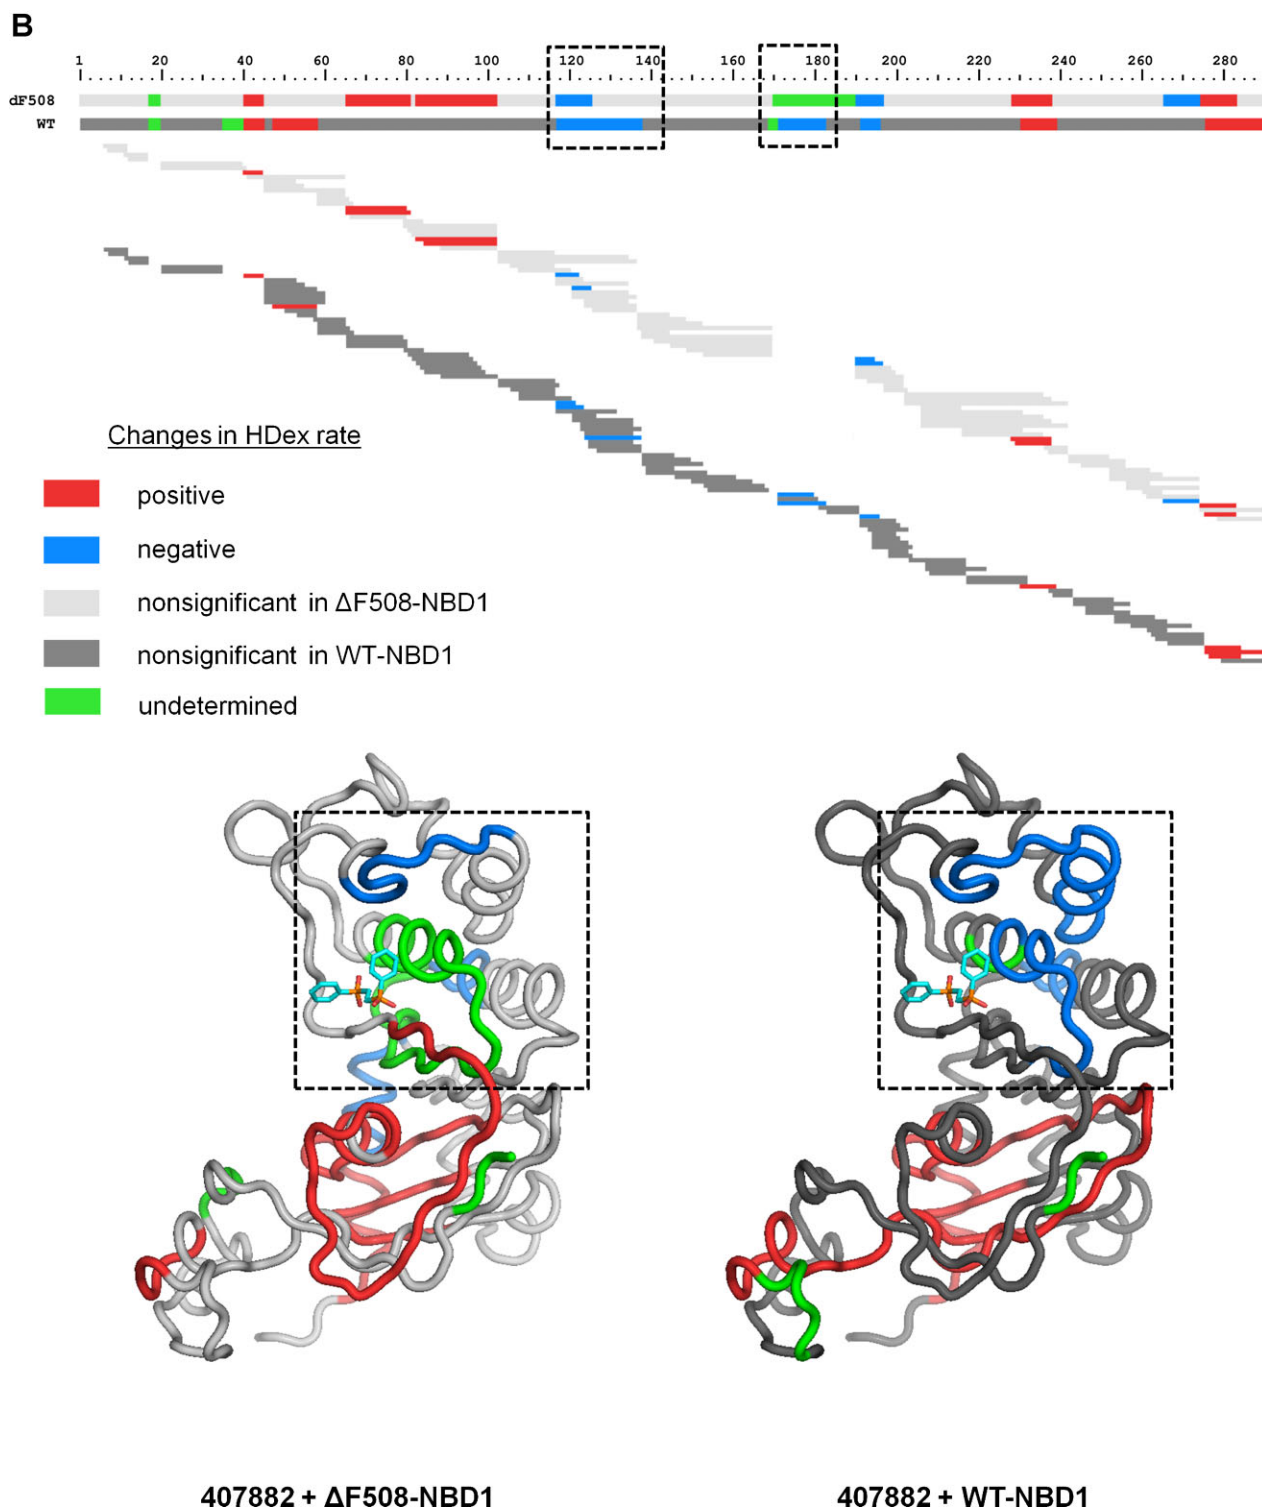 B
1 20 40 60 80 100 120 140 160 180 200 220 240 260 280
dF508
WT
Changes in HDex rate
positive
negative
nonsignificant in ΔF508-NBD1
nonsignificant in WT-NBD1
undetermined
407882 + ΔF508-NBD1 407882 + WT-NBD1